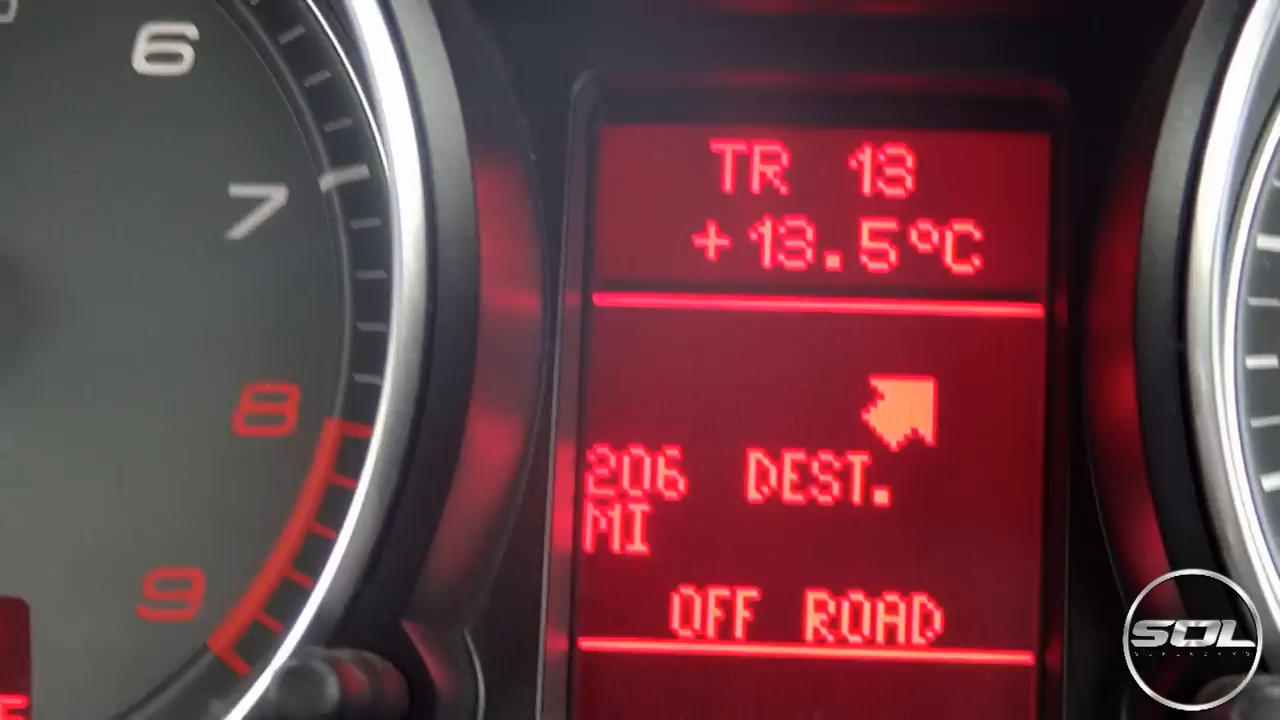 6
7
8
9
TR 13
+13.5°C
206 DEST.
MI
OFF ROAD
SOL